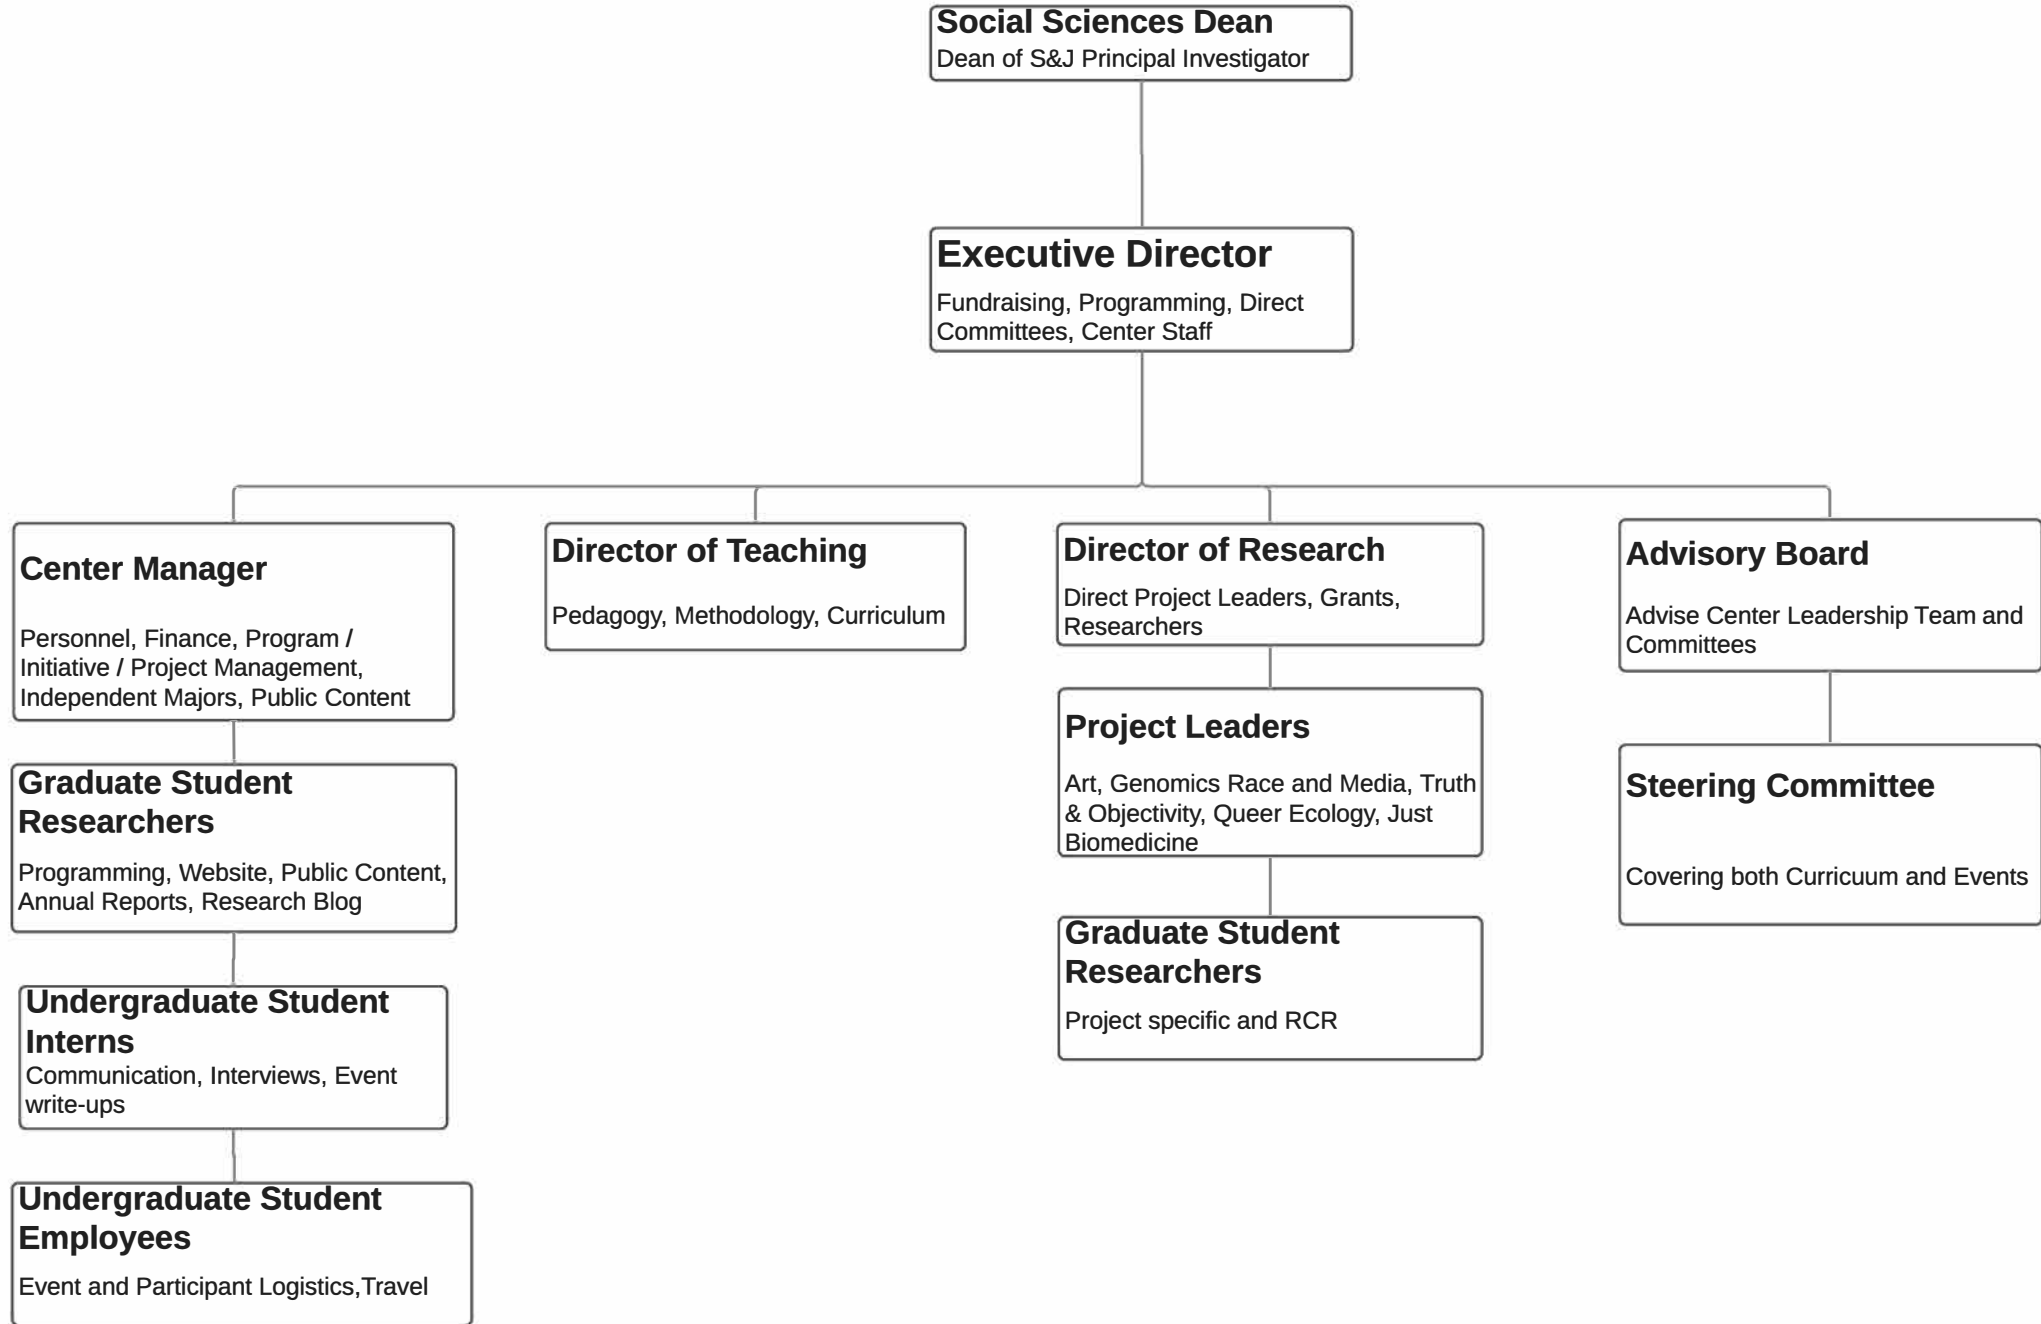 Social Sciences Dean
Dean of S&J Principal Investigator
Executive Director
Fundraising, Programming, Direct
Committees, Center Staff
Center Manager
Personnel, Finance, Program /
Initiative / Project Management,
Independent Majors, Public Content
Graduate Student
Researchers
Programming, Website, Public Content,
Annual Reports, Research Blog
Undergraduate Student
Interns
Communication, Interviews, Event
write-ups
Undergraduate Student
Employees
Event and Participant Logistics,Travel
Director of Teaching
Pedagogy, Methodology, Curriculum
Director of Research
Direct Project Leaders, Grants,
Researchers
Project Leaders
Art, Genomics Race and Media, Truth
& Objectivity, Queer Ecology, Just
Biomedicine
Graduate Student
Researchers
Project specific and RCR
Advisory Board
Advise Center Leadership Team and
Committees
Steering Committee
Covering both Curricuum and Events